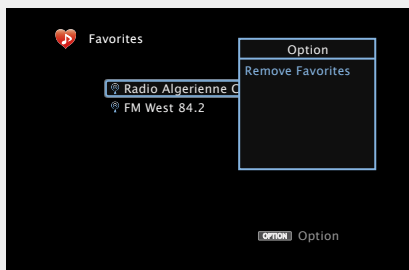 Favorites
Option
Remove Favorites
Radio Algerienne C
FM West 84.2
OPTION Option